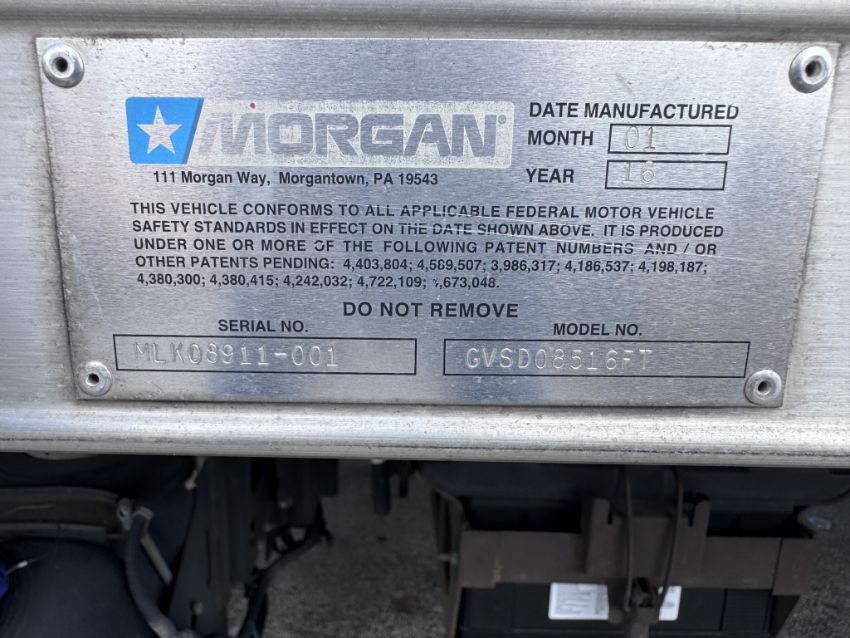 MORGAN®
111 Morgan Way, Morgantown, PA 19543
DATE MANUFACTURED
MONTH 01
YEAR 16
THIS VEHICLE CONFORMS TO ALL APPLICABLE FEDERAL MOTOR VEHICLE
SAFETY STANDARDS IN EFFECT ON THE DATE SHOWN ABOVE. IT IS PRODUCED
UNDER ONE OR MORE OF THE FOLLOWING PATENT NUMBERS AND / OR
OTHER PATENTS PENDING: 4,403,804; 4,589,507; 3,986,317; 4,186,537; 4,198,187;
4,380,300; 4,380,415; 4,242,032; 4,722,109;
DO NOT REMOVE
SERIAL NO.
MLK08911-001
MODEL NO.
GVSD08516FT